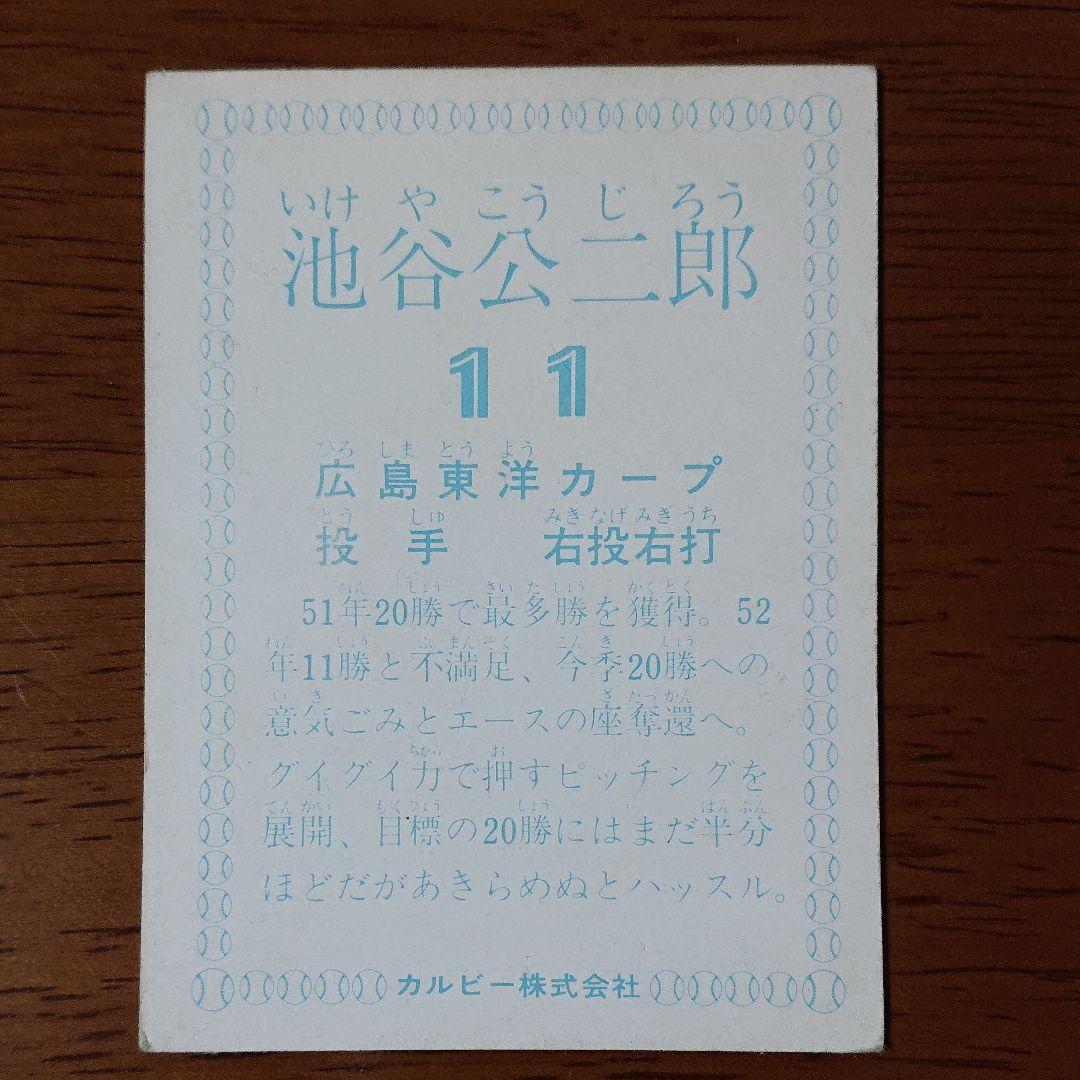 いけ や こう じ ろう
池谷公二郎
11
ひろ しま とう よう
広島東洋カープ
とう しゅ みぎ なげ みぎ うち
投手 右投右打
ねん しょう さい た しょう かく とく
51年20勝で最多勝を獲得。52
ねん しょう ふ まん ぞく こん き しょう
年11勝と不満足、今季20勝への
い き ざ だっ かん
意気ごみとエースの座奪還へ。
ちから お
グイグイ力で押すピッチングを
てん かい もく ひょう しょう はん ぶん
展開、目標の20勝にはまだ半分
ほどだがあきらめぬとハッスル。
カルビー株式会社